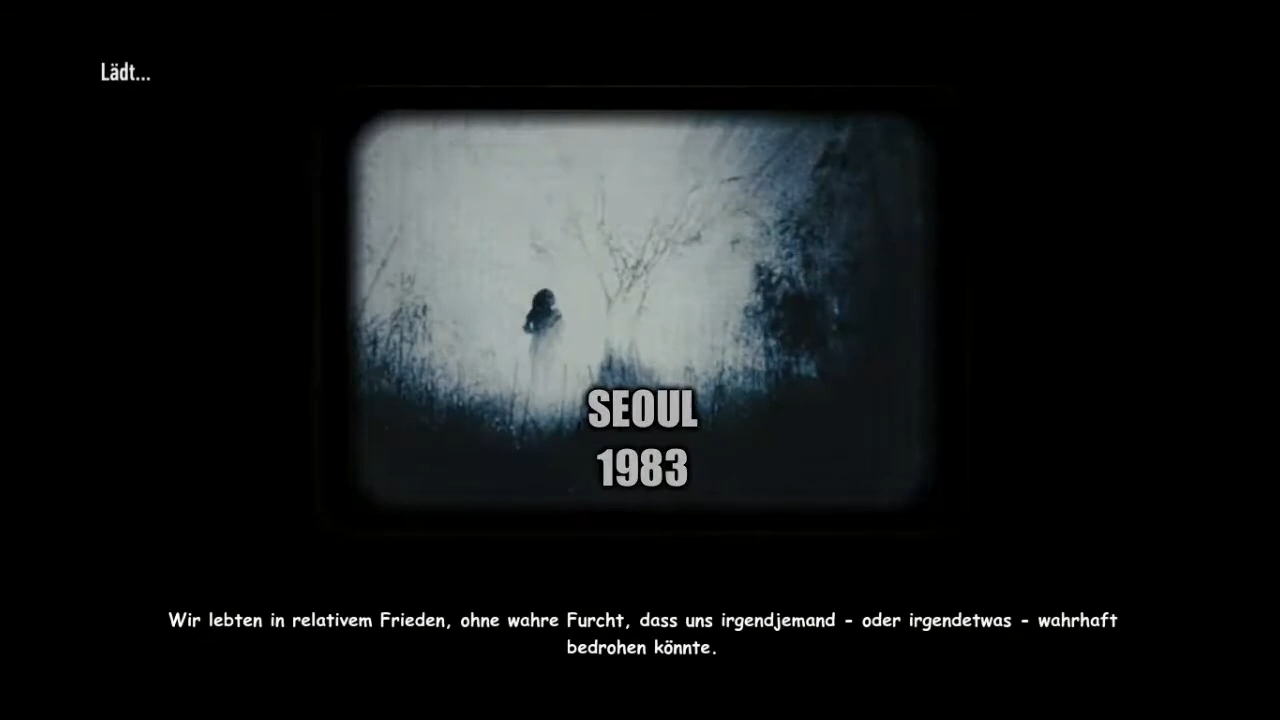 Lädt...
SEOUL
1983
Wir lebten in relativem Frieden, ohne wahre Furcht, dass uns irgendjemand - oder irgendetwas - wahrhaft
bedrohen könnte.